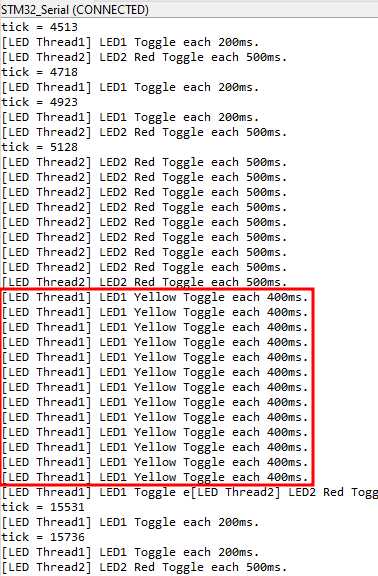 STM32_Serial (CONNECTED)
tick = 4513
[LED Thread1] LED1 Toggle each 200ms.
[LED Thread2] LED2 Red Toggle each 500ms.
tick = 4718
[LED Thread1] LED1 Toggle each 200ms.
tick = 4923
[LED Thread1] LED1 Toggle each 200ms.
[LED Thread2] LED2 Red Toggle each 500ms.
tick = 5128
[LED Thread2] LED2 Red Toggle each 500ms.
[LED Thread2] LED2 Red Toggle each 500ms.
[LED Thread2] LED2 Red Toggle each 500ms.
[LED Thread2] LED2 Red Toggle each 500ms.
[LED Thread2] LED2 Red Toggle each 500ms.
[LED Thread2] LED2 Red Toggle each 500ms.
[LED Thread2] LED2 Red Toggle each 500ms.
[LED Thread2] LED2 Red Toggle each 500ms.
[LED Thread2] LED2 Red Toggle each 500ms.
[LED Thread1] LED1 Yellow Toggle each 400ms.
[LED Thread1] LED1 Yellow Toggle each 400ms.
[LED Thread1] LED1 Yellow Toggle each 400ms.
[LED Thread1] LED1 Yellow Toggle each 400ms.
[LED Thread1] LED1 Yellow Toggle each 400ms.
[LED Thread1] LED1 Yellow Toggle each 400ms.
[LED Thread1] LED1 Yellow Toggle each 400ms.
[LED Thread1] LED1 Yellow Toggle each 400ms.
[LED Thread1] LED1 Yellow Toggle each 400ms.
[LED Thread1] LED1 Yellow Toggle each 400ms.
[LED Thread1] LED1 Yellow Toggle each 400ms.
[LED Thread1] LED1 Yellow Toggle each 400ms.
[LED Thread1] LED1 Yellow Toggle each 400ms.
[LED Thread1] LED1 Toggle e[LED Thread2] LED2 Red Togg
tick = 15531
[LED Thread1] LED1 Toggle each 200ms.
tick = 15736
[LED Thread1] LED1 Toggle each 200ms.
[LED Thread2] LED2 Red Toggle each 500ms.